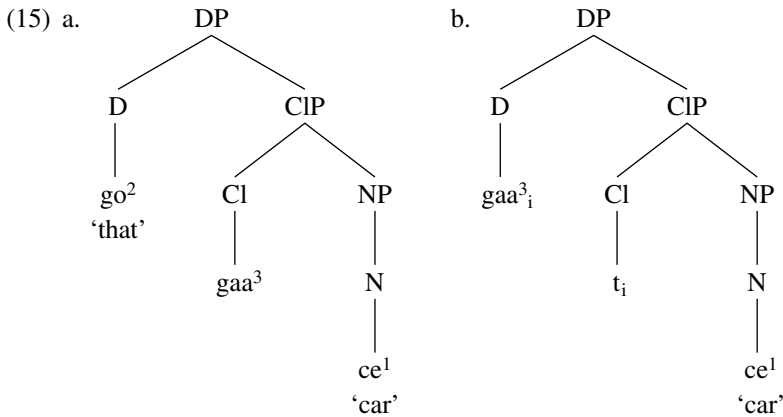 (15) a. DP b. DP
D ClP D ClP
go² Cl NP gaa³ᵢ Cl NP
‘that’
gaa³ N tᵢ N
ce¹ ce¹
‘car’ ‘car’